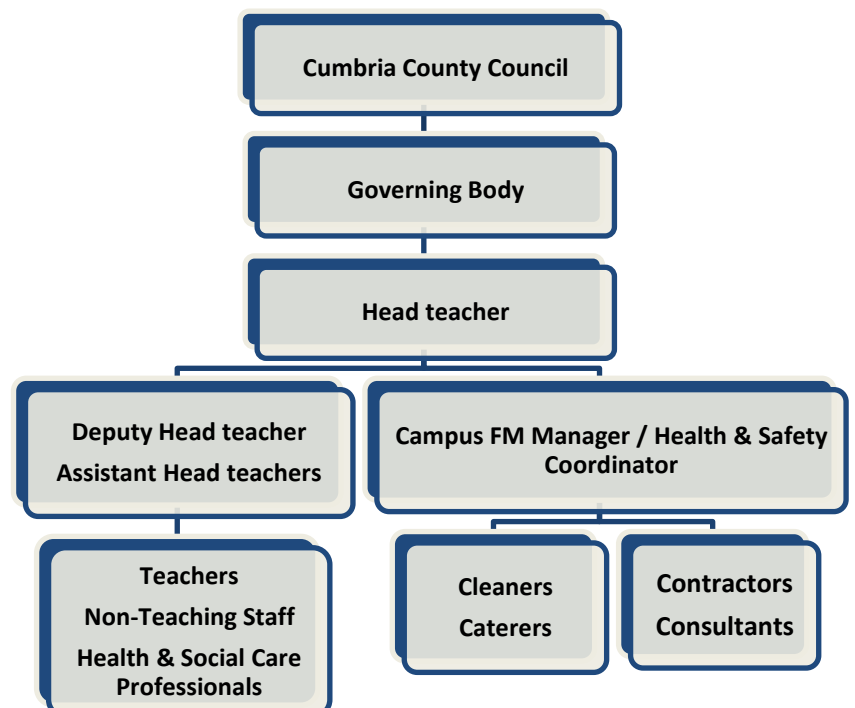 Cumbria County Council
Governing Body
Head teacher
Deputy Head teacher
Assistant Head teachers
Campus FM Manager / Health & Safety
Coordinator
Teachers
Non-Teaching Staff
Health & Social Care
Professionals
Cleaners
Caterers
Contractors
Consultants